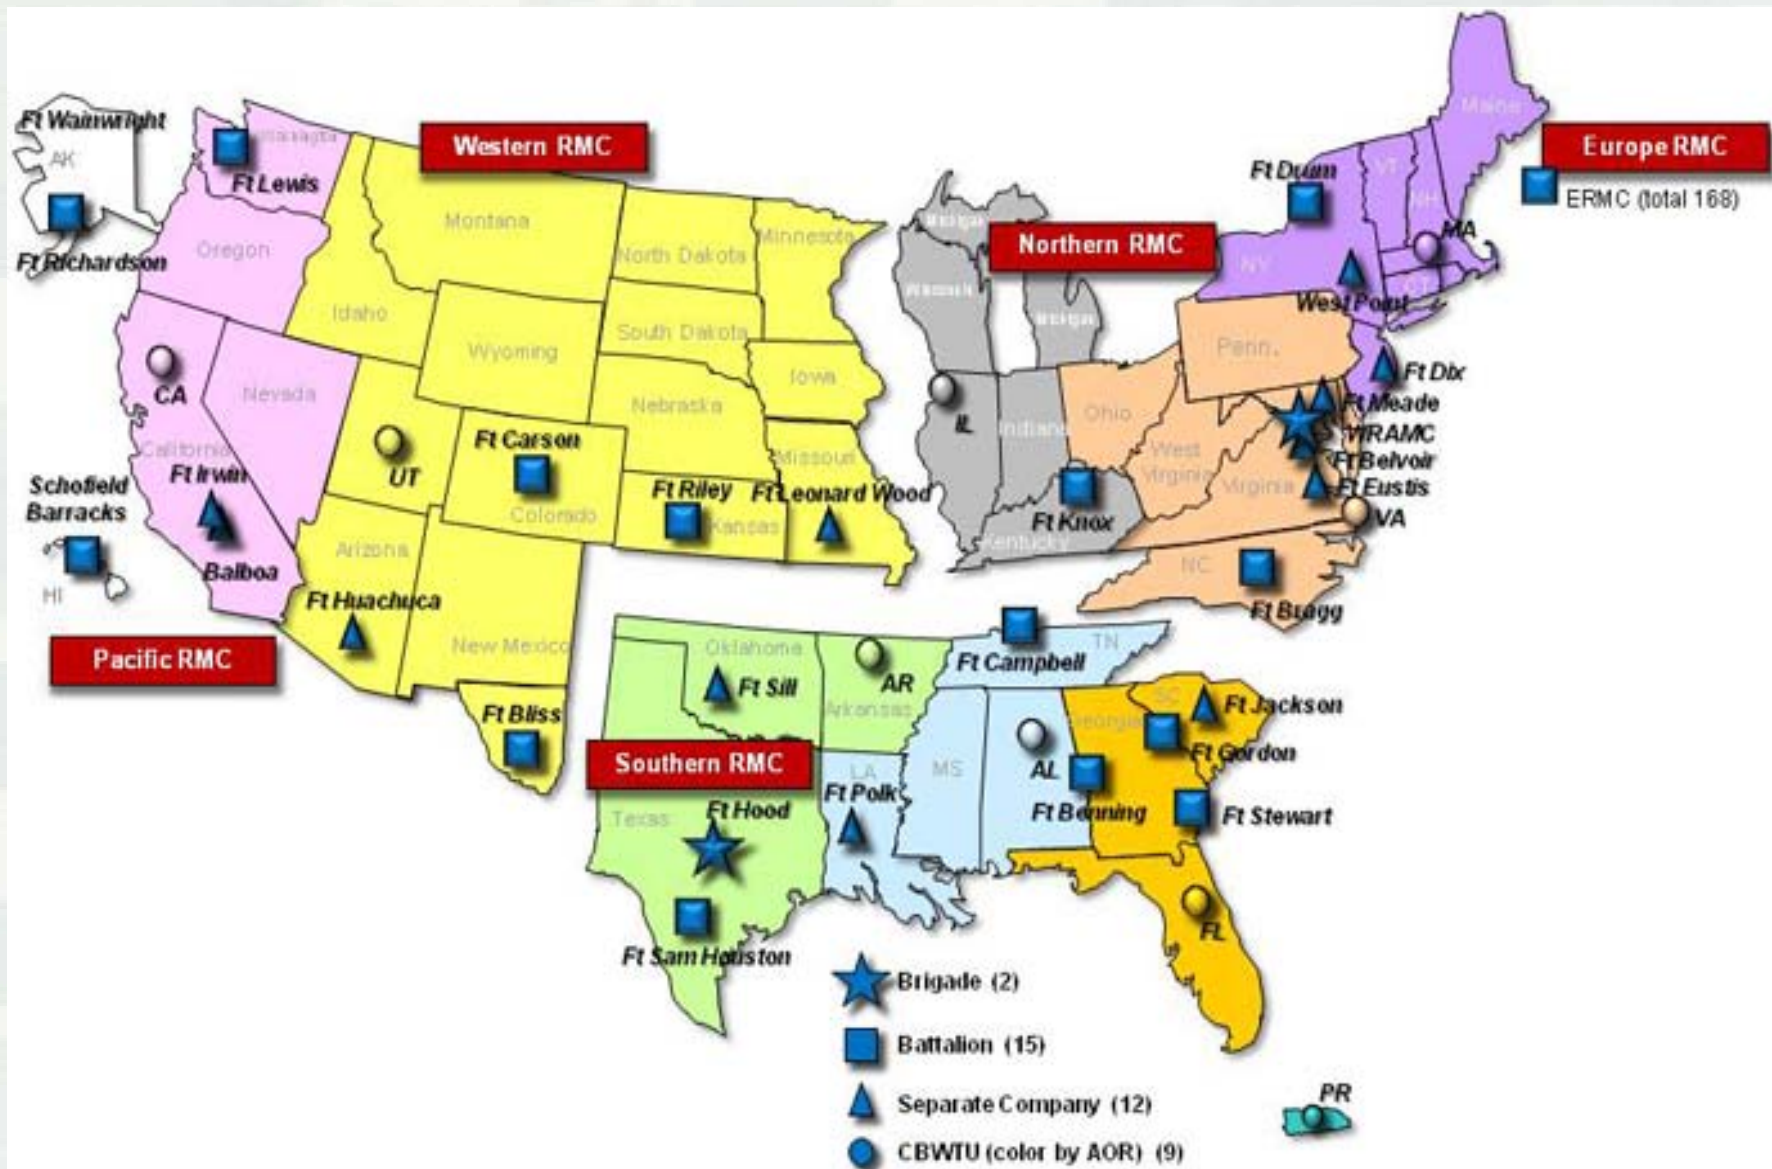 Ft Wainwright
AK
Ft Richardson
Ft Lewis
Western RMC
Montana
North Dakota
Minnesota
Oregon
Idaho
Wyoming
South Dakota
Iowa
Nebraska
Nevada
CA
California
Ft Irwin
Balboa
UT
Ft Carson
Colorado
Ft Riley
Kansas
Missouri
Ft Leonard Wood
Schofield
Barracks
HI
Pacific RMC
Arizona
Ft Huachuca
New Mexico
Ft Bliss
Northern RMC
Michigan
Wisconsin
Michigan
IL
Indiana
Ohio
Ft Knox
Kentucky
Maine
VT
NH
MA
CT
NY
Ft Drum
West Point
Europe RMC
ERMC (total 168)
Penn.
Ft Dix
Ft Meade
WRAMC
Ft Belvoir
Ft Eustis
West
Virginia
Virginia
VA
NC
Ft Bragg
Oklahoma
Ft Sill
AR
Arkansas
Southern RMC
Texas
Ft Hood
Ft Sam Houston
LA
Ft Polk
MS
AL
TN
Ft Campbell
Georgia
SC
Ft Jackson
Ft Gordon
Ft Benning
Ft Stewart
FL
Brigade (2)
Battalion (15)
Separate Company (12)
CBWTU (color by AOR) (9)
PR